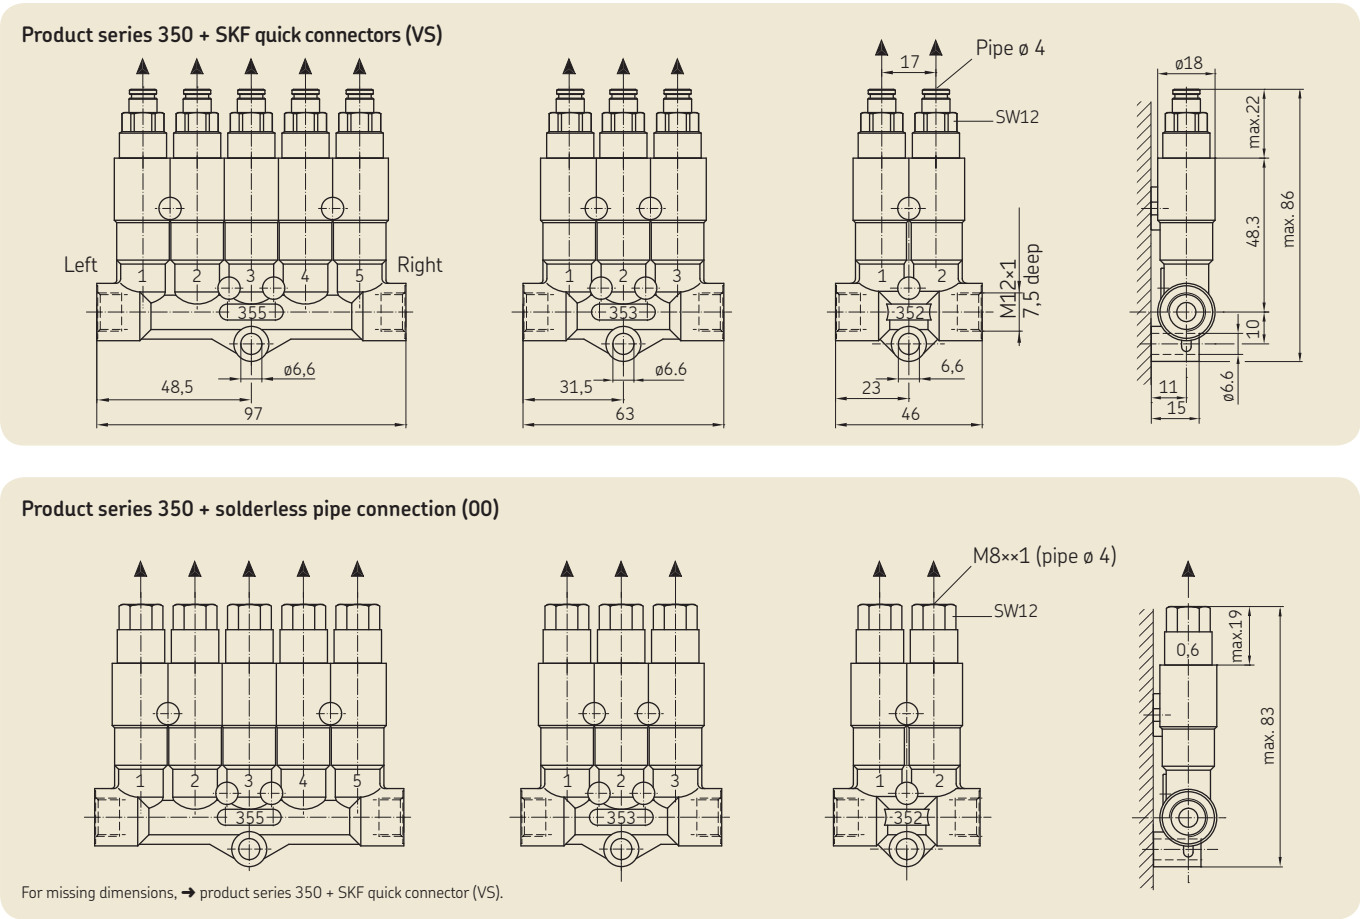 Product series 350 + SKF quick connectors (VS)
Pipe ø 4
17
ø18
SW12
max.22
max. 86
48.3
Left
Right
1 2 3 4 5
1 2 3
1 2
355
353
352
M12×1
7,5 deep
10
ø6,6
ø6.6
6,6
ø6.6
48,5
31,5
23
11
97
63
46
15
Product series 350 + solderless pipe connection (00)
M8××1 (pipe ø 4)
SW12
max.19
0,6
max. 83
1 2 3 4 5
1 2 3
1 2
355
353
352
For missing dimensions, ➜ product series 350 + SKF quick connector (VS).